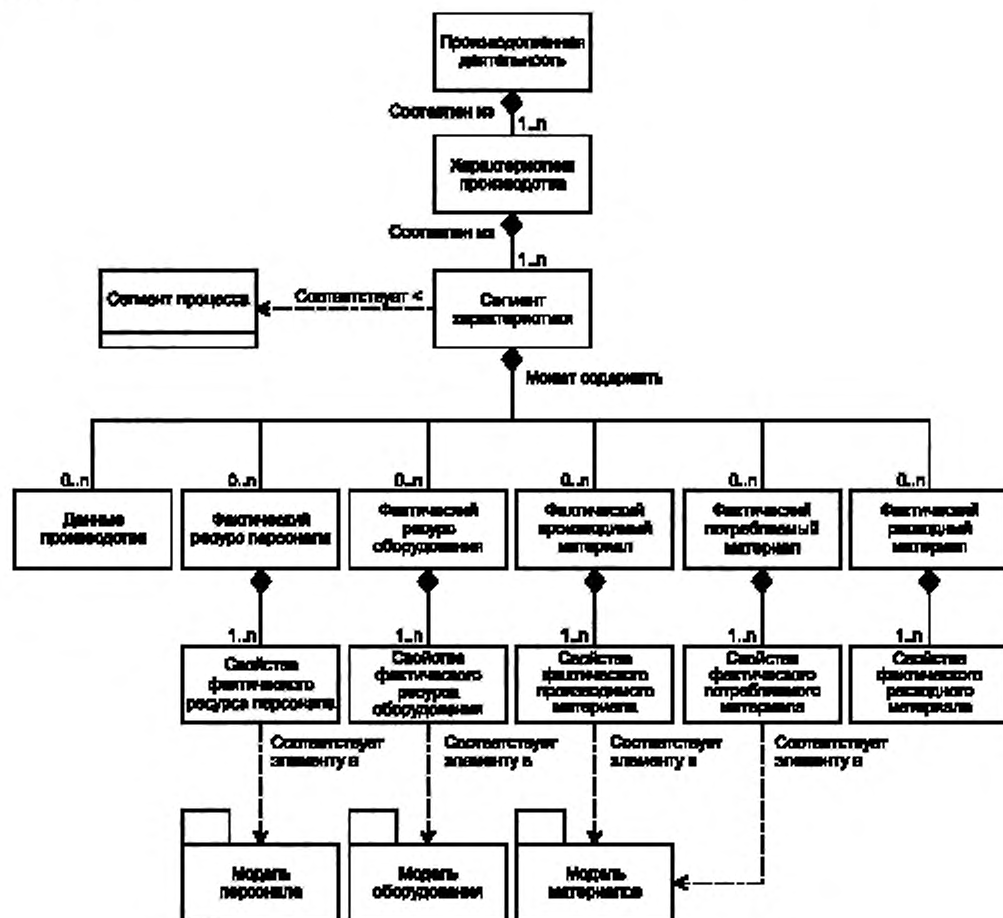 Производственная
деятельность
Составлен из
1..n
Характеристика
производства
Составлен из
1..n
Сегмент процесса
Соответствует <
Сегмент
характеристики
Может содержать
0..n
0..n
0..n
0..n
0..n
0..n
Данные
производства
Фактический
ресурс персонала
Фактический
ресурс
оборудования
Фактический
производимый
материал
Фактический
потребляемый
материал
Фактический
расходный
материал
1..n
1..n
1..n
1..n
1..n
Свойства
фактического
ресурса персонала
Свойства
фактического
ресурса
оборудования
Свойства
фактического
производимого
материала
Свойства
фактического
потребляемого
материала
Свойства
фактического
расходного
материала
Соответствует
элементу в
Соответствует
элементу в
Соответствует
элементу в
Соответствует
элементу в
Модель
персонала
Модель
оборудования
Модель
материалов